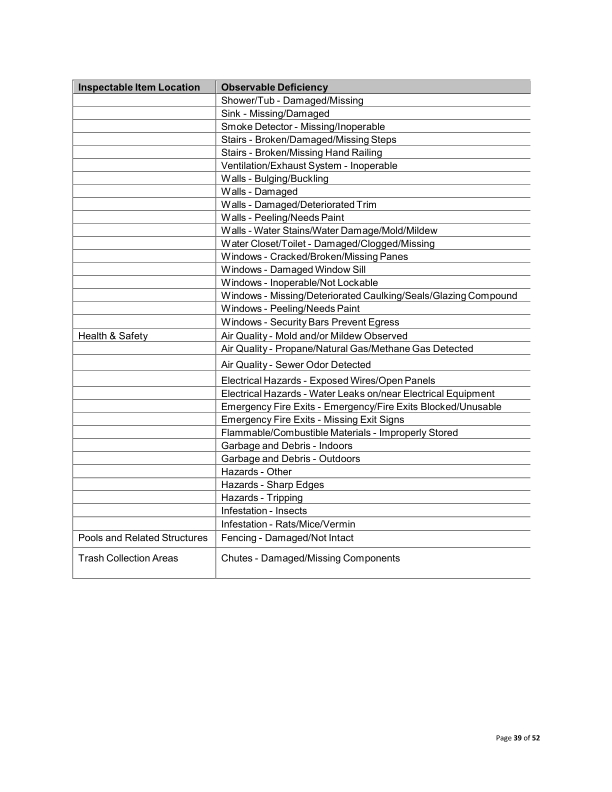 Inspectable Item Location Observable Deficiency
Shower/Tub - Damaged/Missing
Sink - Missing/Damaged
Smoke Detector - Missing/Inoperable
Stairs - Broken/Damaged/Missing Steps
Stairs - Broken/Missing Hand Railing
Ventilation/Exhaust System - Inoperable
Walls - Bulging/Buckling
Walls - Damaged
Walls - Damaged/Deteriorated Trim
Walls - Peeling/Needs Paint
Walls - Water Stains/Water Damage/Mold/Mildew
Water Closet/Toilet - Damaged/Clogged/Missing
Windows - Cracked/Broken/Missing Panes
Windows - Damaged Window Sill
Windows - Inoperable/Not Lockable
Windows - Missing/Deteriorated Caulking/Seals/Glazing Compound
Windows - Peeling/Needs Paint
Windows - Security Bars Prevent Egress
Health & Safety Air Quality - Mold and/or Mildew Observed
Air Quality - Propane/Natural Gas/Methane Gas Detected
Air Quality - Sewer Odor Detected
Electrical Hazards - Exposed Wires/Open Panels
Electrical Hazards - Water Leaks on/near Electrical Equipment
Emergency Fire Exits - Emergency/Fire Exits Blocked/Unusable
Emergency Fire Exits - Missing Exit Signs
Flammable/Combustible Materials - Improperly Stored
Garbage and Debris - Indoors
Garbage and Debris - Outdoors
Hazards - Other
Hazards - Sharp Edges
Hazards - Tripping
Infestation - Insects
Infestation - Rats/Mice/Vermin
Pools and Related Structures Fencing - Damaged/Not Intact
Trash Collection Areas Chutes - Damaged/Missing Components
Page 39 of 52